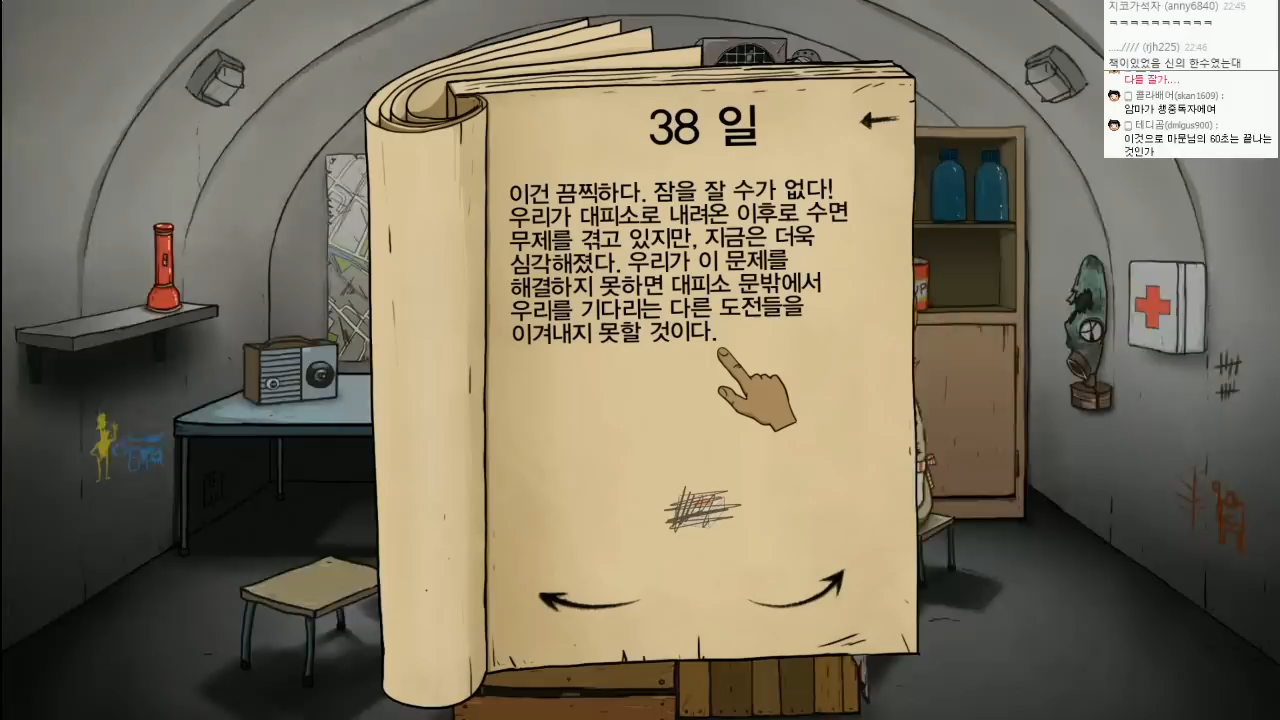 38 일
이건 끔찍하다. 잠을 잘 수가 없다!
우리가 대피소로 내려온 이후로 수면
무제를 겪고 있지만, 지금은 더욱
심각해졌다. 우리가 이 문제를
해결하지 못하면 대피소 문밖에서
우리를 기다리는 다른 도전들을
이겨내지 못할 것이다.
지코가석자 (anny6840) 22:45
ㅋㅋㅋㅋㅋㅋㅋㅋㅋㅋ
.....//// (rjh225) 22:46
책이있었음 신의 한수였는대
다들 잘가....
콜라배어(skan1609) :
암마가 생중독자에여
테디곰(dmlgus900) :
이것으로 마문님의 60초는 끝나는
것인가